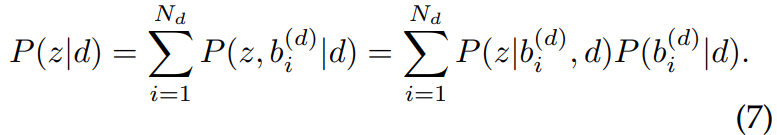 P(z|d) = \sum_{i=1}^{N_d} P(z, b_i^{(d)}|d) = \sum_{i=1}^{N_d} P(z|b_i^{(d)}, d)P(b_i^{(d)}|d).
(7)